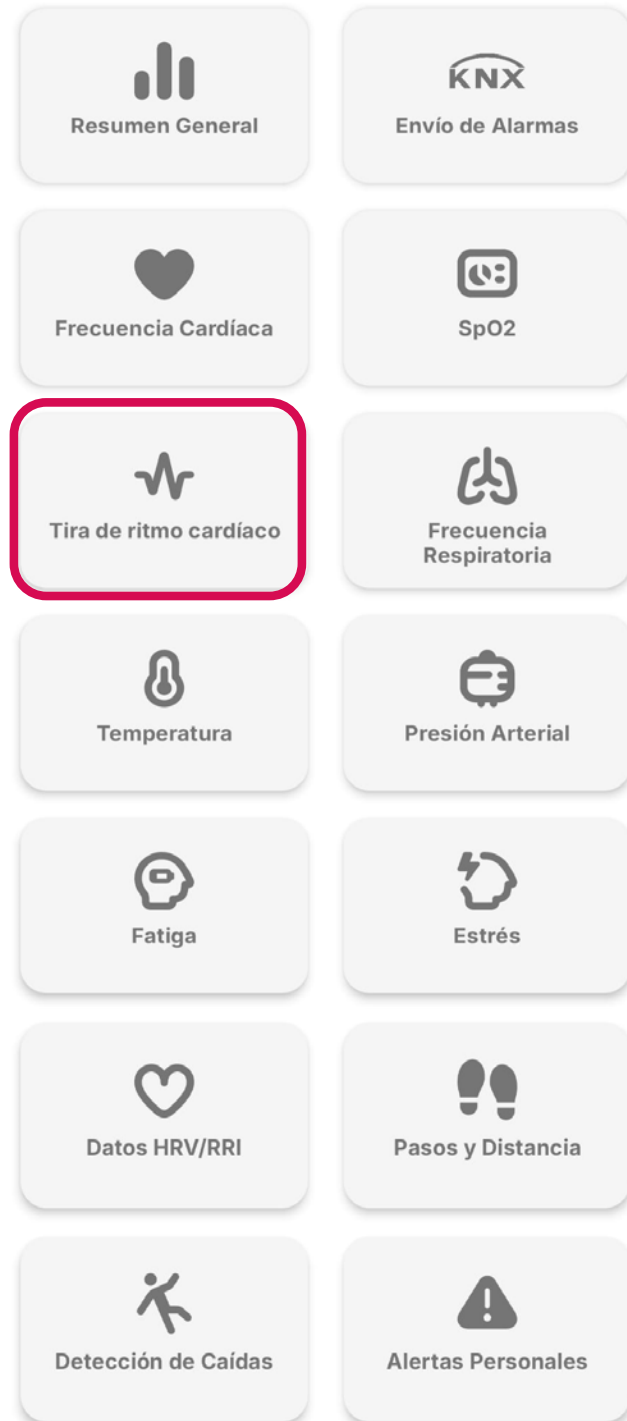 Resumen General
KNX
Envío de Alarmas
Frecuencia Cardíaca
SpO2
Tira de ritmo cardíaco
Frecuencia
Respiratoria
Temperatura
Presión Arterial
Fatiga
Estrés
Datos HRV/RRI
Pasos y Distancia
Detección de Caídas
Alertas Personales